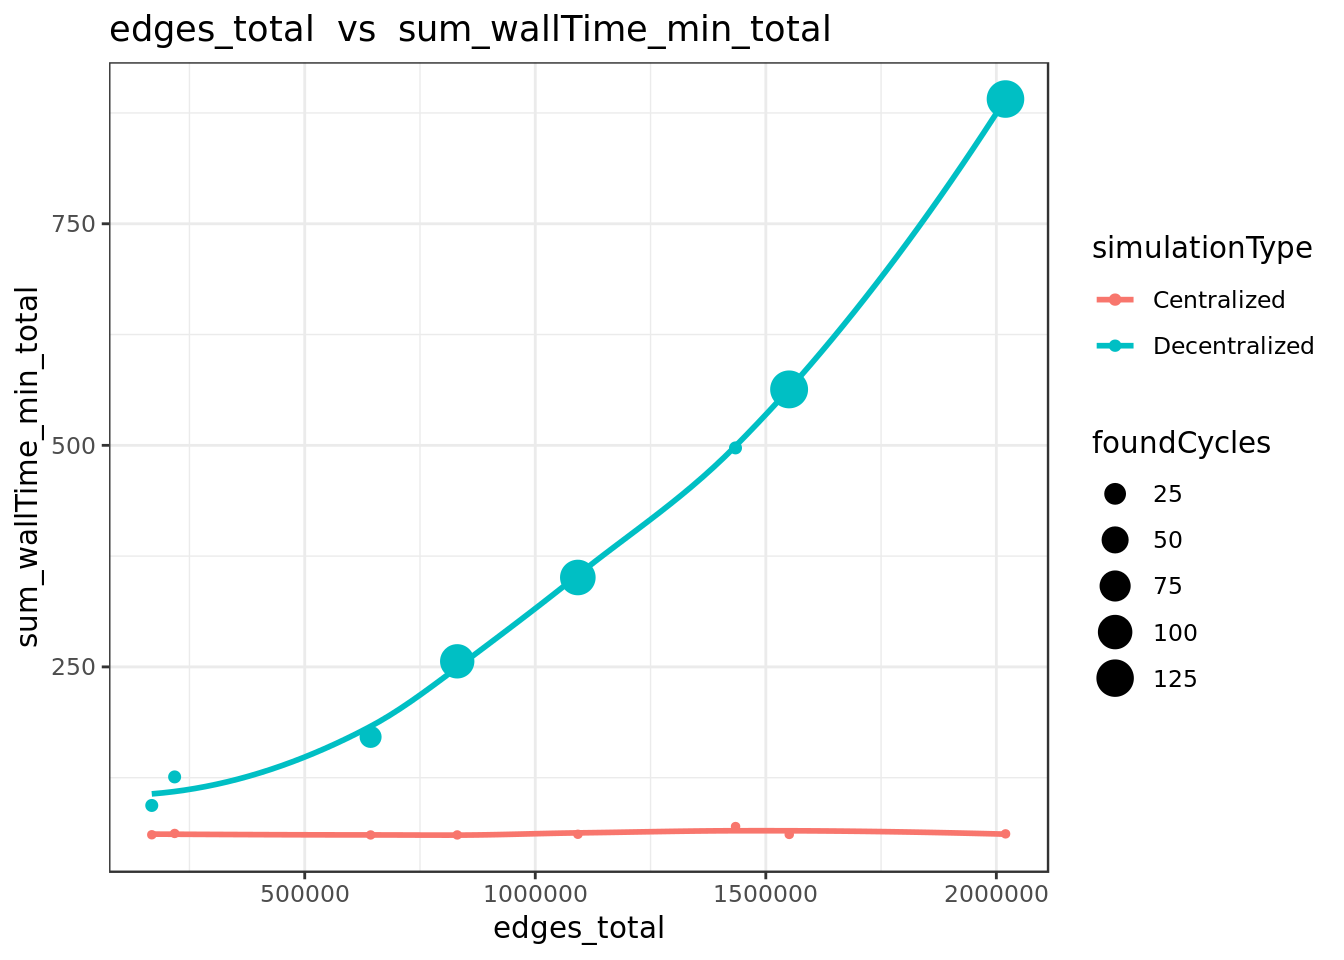 edges_total  vs  sum_wallTime_min_total
sum_wallTime_min_total
750
500
250
500000
1000000
1500000
2000000
edges_total
simulationType
Centralized
Decentralized
foundCycles
25
50
75
100
125